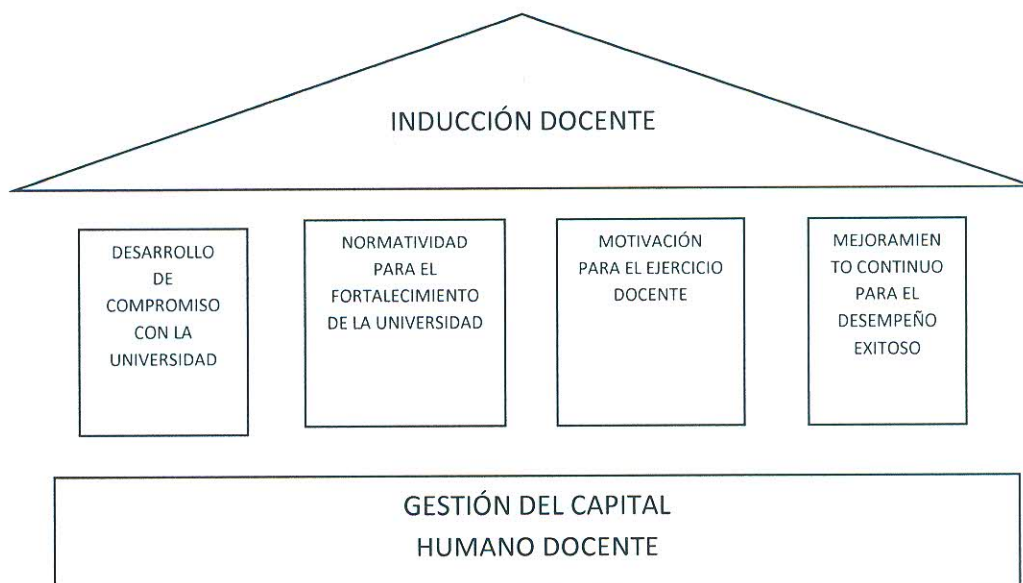 INDUCCIÓN DOCENTE
DESARROLLO
DE
COMPROMISO
CON LA
UNIVERSIDAD
NORMATIVIDAD
PARA EL
FORTALECIMIENTO
DE LA UNIVERSIDAD
MOTIVACIÓN
PARA EL EJERCICIO
DOCENTE
MEJORAMIEN
TO CONTINUO
PARA EL
DESEMPEÑO
EXITOSO
GESTIÓN DEL CAPITAL
HUMANO DOCENTE